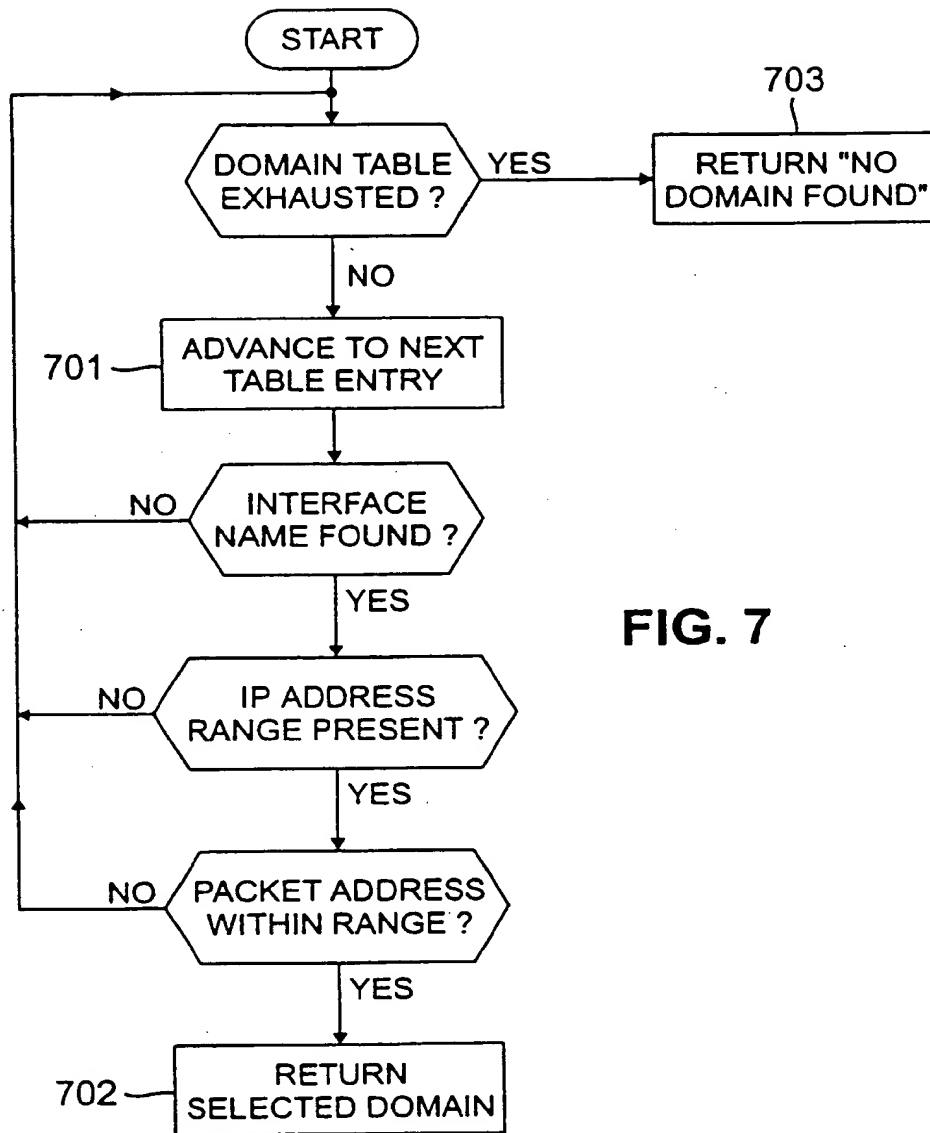 START
703
DOMAIN TABLE
EXHAUSTED ?
YES
RETURN "NO
DOMAIN FOUND"
NO
701
ADVANCE TO NEXT
TABLE ENTRY
NO
INTERFACE
NAME FOUND ?
YES
FIG. 7
NO
IP ADDRESS
RANGE PRESENT ?
YES
NO
PACKET ADDRESS
WITHIN RANGE ?
YES
702
RETURN
SELECTED DOMAIN